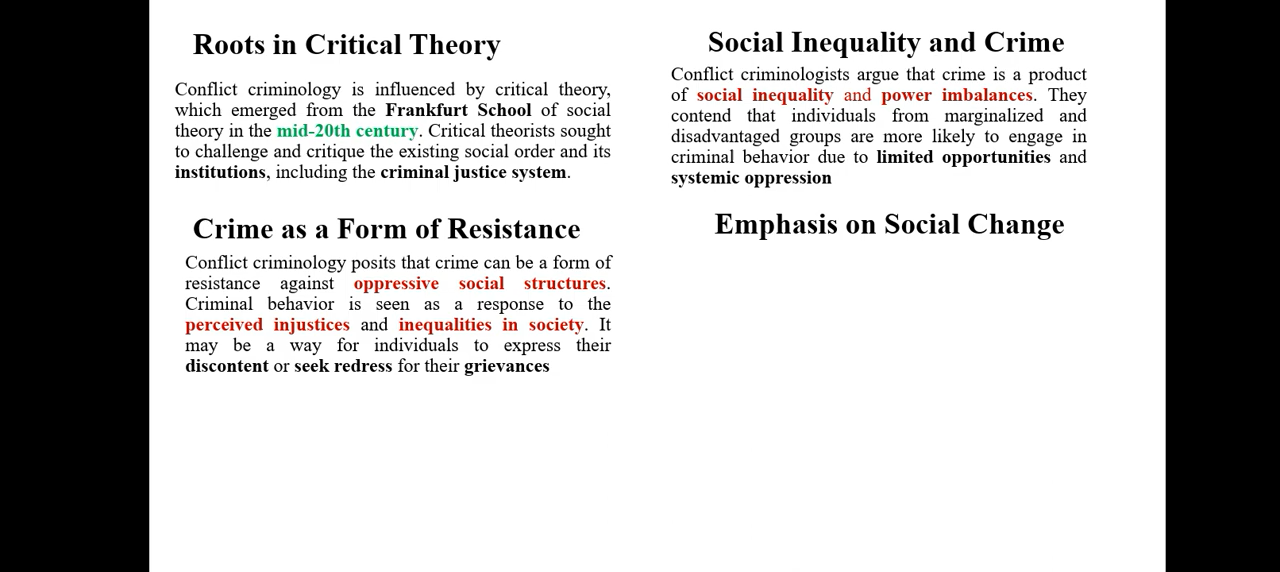 Roots in Critical Theory
Conflict criminology is influenced by critical theory,
which emerged from the Frankfurt School of social
theory in the mid-20th century. Critical theorists sought
to challenge and critique the existing social order and its
institutions, including the criminal justice system.
Crime as a Form of Resistance
Conflict criminology posits that crime can be a form of
resistance against oppressive social structures.
Criminal behavior is seen as a response to the
perceived injustices and inequalities in society. It
may be a way for individuals to express their
discontent or seek redress for their grievances
Social Inequality and Crime
Conflict criminologists argue that crime is a product
of social inequality and power imbalances. They
contend that individuals from marginalized and
disadvantaged groups are more likely to engage in
criminal behavior due to limited opportunities and
systemic oppression
Emphasis on Social Change